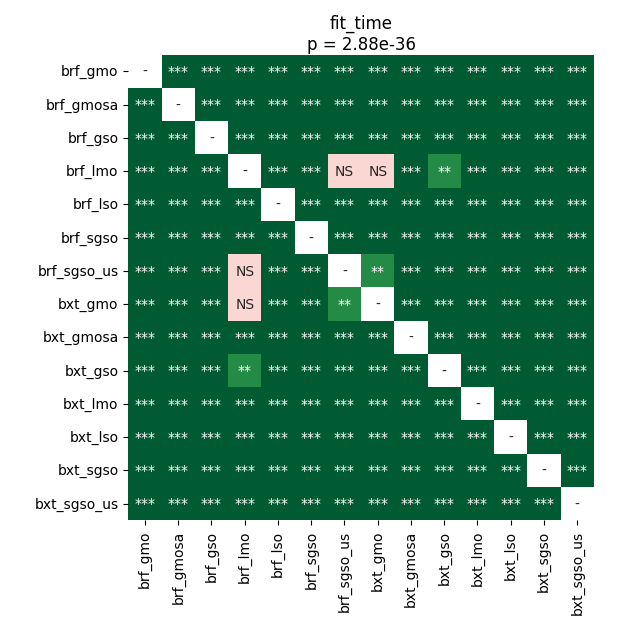 fit_time
p = 2.88e-36
brf_gmo - *** *** *** *** *** *** *** *** *** *** *** *** ***
brf_gmosa *** - *** *** *** *** *** *** *** *** *** *** *** ***
brf_gso *** *** - *** *** *** *** *** *** *** *** *** *** ***
brf_lmo *** *** *** - *** *** NS NS *** ** *** *** *** ***
brf_lso *** *** *** *** - *** *** *** *** *** *** *** *** ***
brf_sgso *** *** *** *** *** - *** *** *** *** *** *** *** ***
brf_sgso_us *** *** *** NS *** *** - ** *** *** *** *** *** ***
bxt_gmo *** *** *** NS *** *** ** - *** *** *** *** *** ***
bxt_gmosa *** *** *** *** *** *** *** *** - *** *** *** *** ***
bxt_gso *** *** *** ** *** *** *** *** *** - *** *** *** ***
bxt_lmo *** *** *** *** *** *** *** *** *** *** - *** *** ***
bxt_lso *** *** *** *** *** *** *** *** *** *** *** - *** ***
bxt_sgso *** *** *** *** *** *** *** *** *** *** *** *** - ***
bxt_sgso_us *** *** *** *** *** *** *** *** *** *** *** *** *** -
brf_gmo
brf_gmosa
brf_gso
brf_lmo
brf_lso
brf_sgso
brf_sgso_us
bxt_gmo
bxt_gmosa
bxt_gso
bxt_lmo
bxt_lso
bxt_sgso
bxt_sgso_us